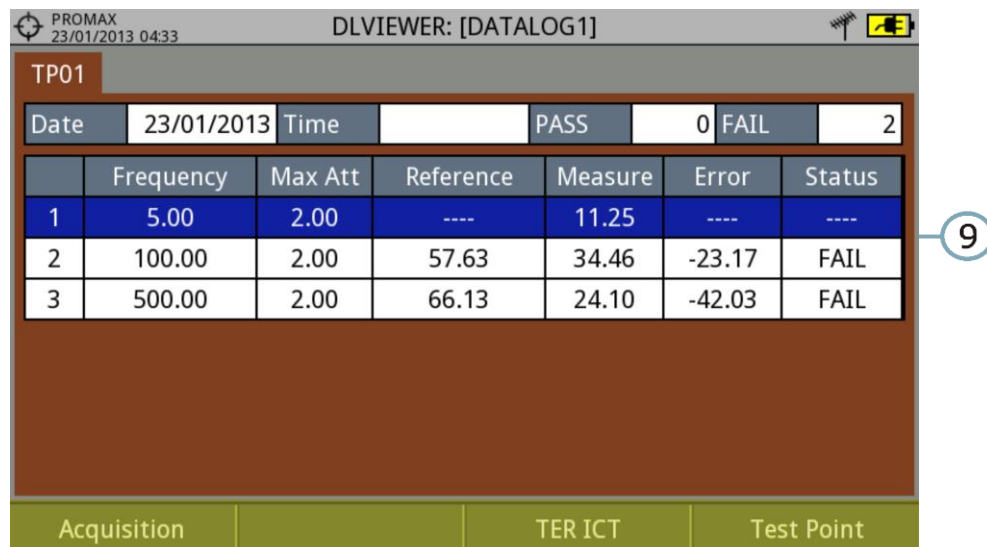 PROMAX
23/01/2013 04:33
DLVIEWER: [DATALOG1]
TP01
Date 23/01/2013 Time PASS 0 FAIL 2
Frequency Max Att Reference Measure Error Status
1 5.00 2.00 ---- 11.25 ---- ----
2 100.00 2.00 57.63 34.46 -23.17 FAIL
3 500.00 2.00 66.13 24.10 -42.03 FAIL
9
Acquisition TER ICT Test Point